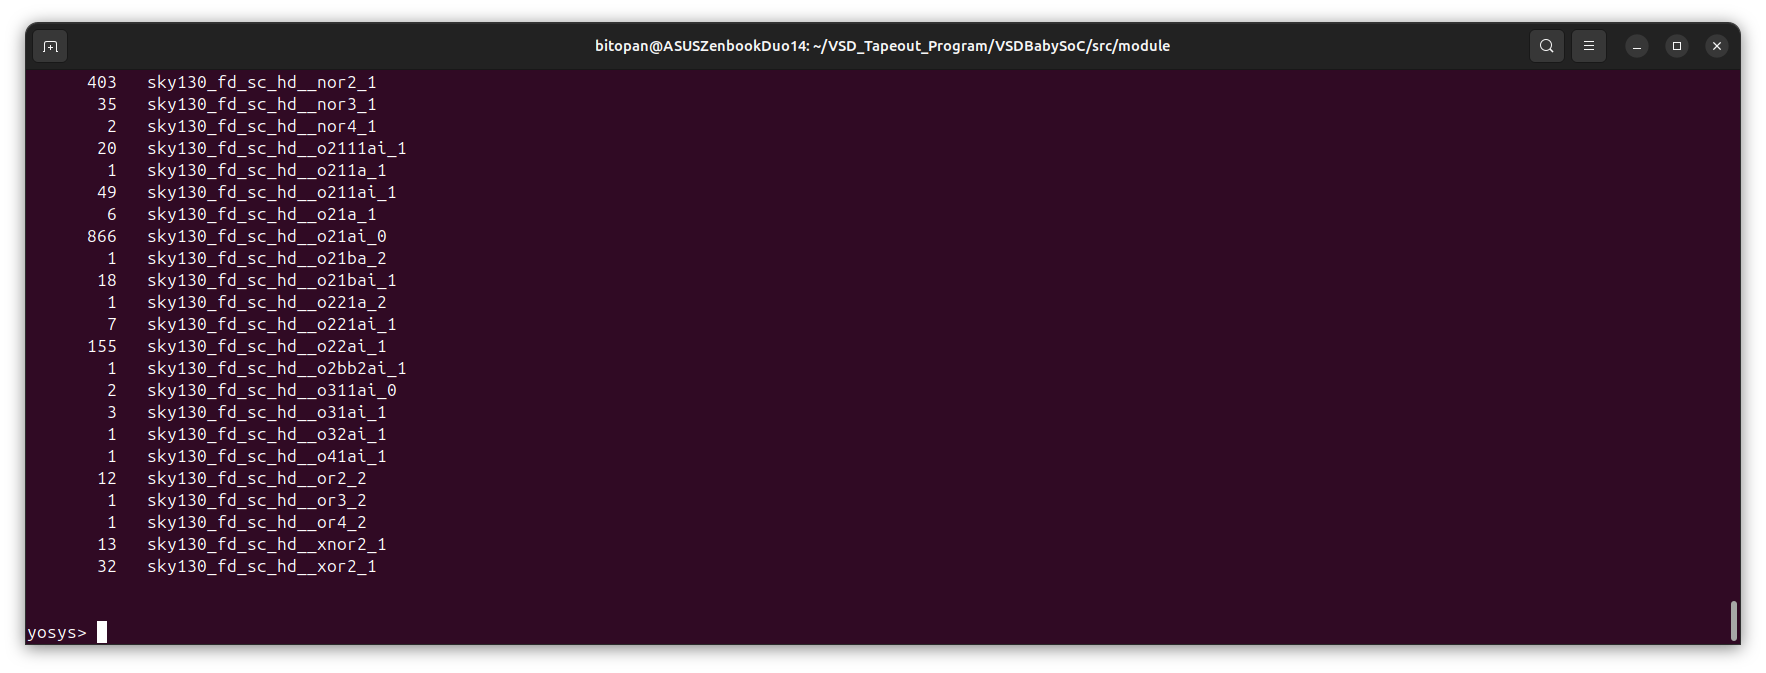 bitopan@ASUSZenbookDuo14: ~/VSD_Tapeout_Program/VSDBabySoC/src/module
403 sky130_fd_sc_hd__nor2_1
35 sky130_fd_sc_hd__nor3_1
2 sky130_fd_sc_hd__nor4_1
20 sky130_fd_sc_hd__o2111ai_1
1 sky130_fd_sc_hd__o211a_1
49 sky130_fd_sc_hd__o211ai_1
6 sky130_fd_sc_hd__o21a_1
866 sky130_fd_sc_hd__o21ai_0
1 sky130_fd_sc_hd__o21ba_2
18 sky130_fd_sc_hd__o21bai_1
1 sky130_fd_sc_hd__o221a_2
7 sky130_fd_sc_hd__o221ai_1
155 sky130_fd_sc_hd__o22ai_1
1 sky130_fd_sc_hd__o2bb2ai_1
2 sky130_fd_sc_hd__o311ai_0
3 sky130_fd_sc_hd__o31ai_1
1 sky130_fd_sc_hd__o32ai_1
1 sky130_fd_sc_hd__o41ai_1
12 sky130_fd_sc_hd__or2_2
1 sky130_fd_sc_hd__or3_2
1 sky130_fd_sc_hd__or4_2
13 sky130_fd_sc_hd__xnor2_1
32 sky130_fd_sc_hd__xor2_1
yosys>